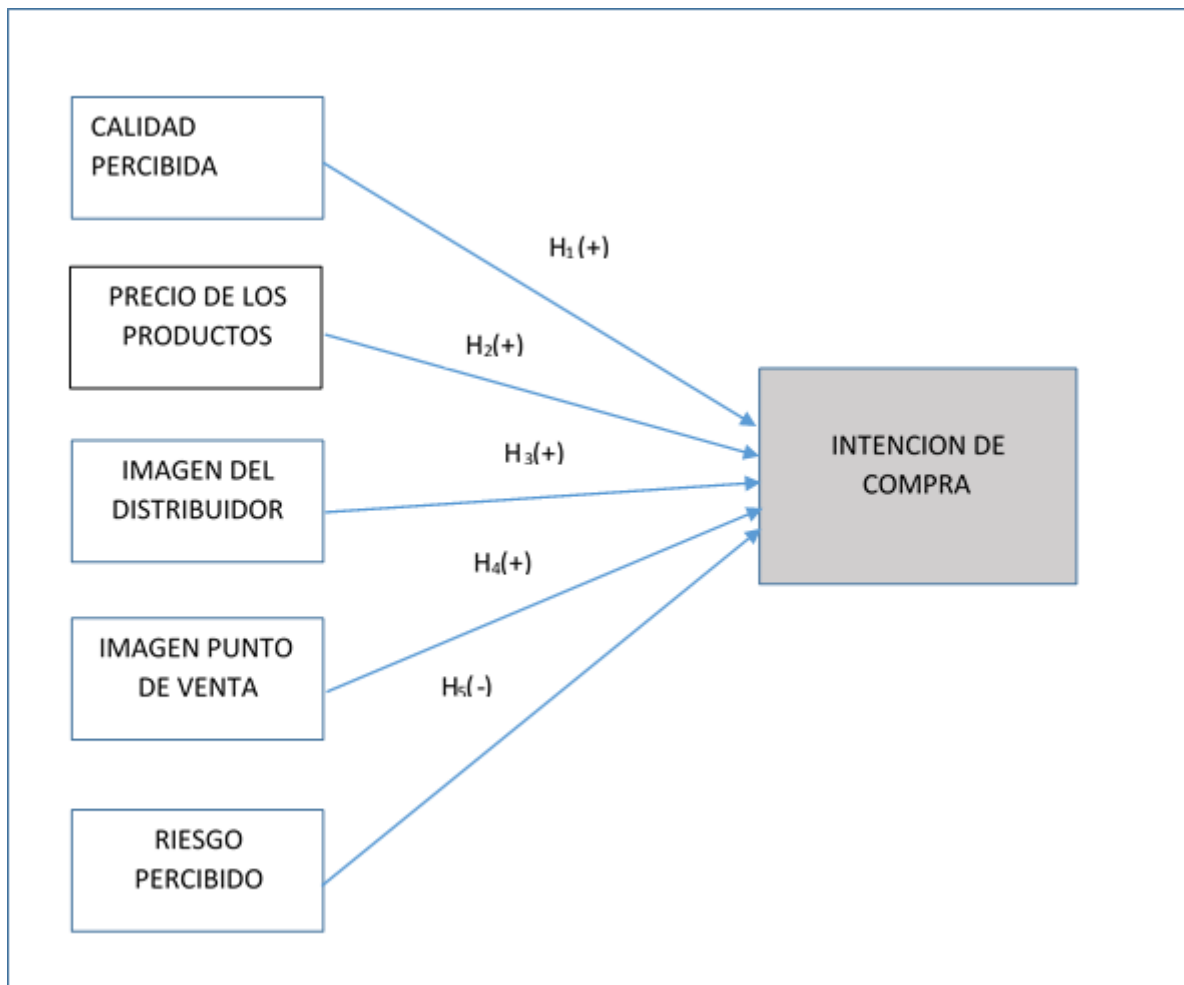 CALIDAD
PERCIBIDA
H₁(+)
PRECIO DE LOS
PRODUCTOS
H₂(+)
IMAGEN DEL
DISTRIBUIDOR
H₃(+)
INTENCION DE
COMPRA
H₄(+)
IMAGEN PUNTO
DE VENTA
H₅(-)
RIESGO
PERCIBIDO